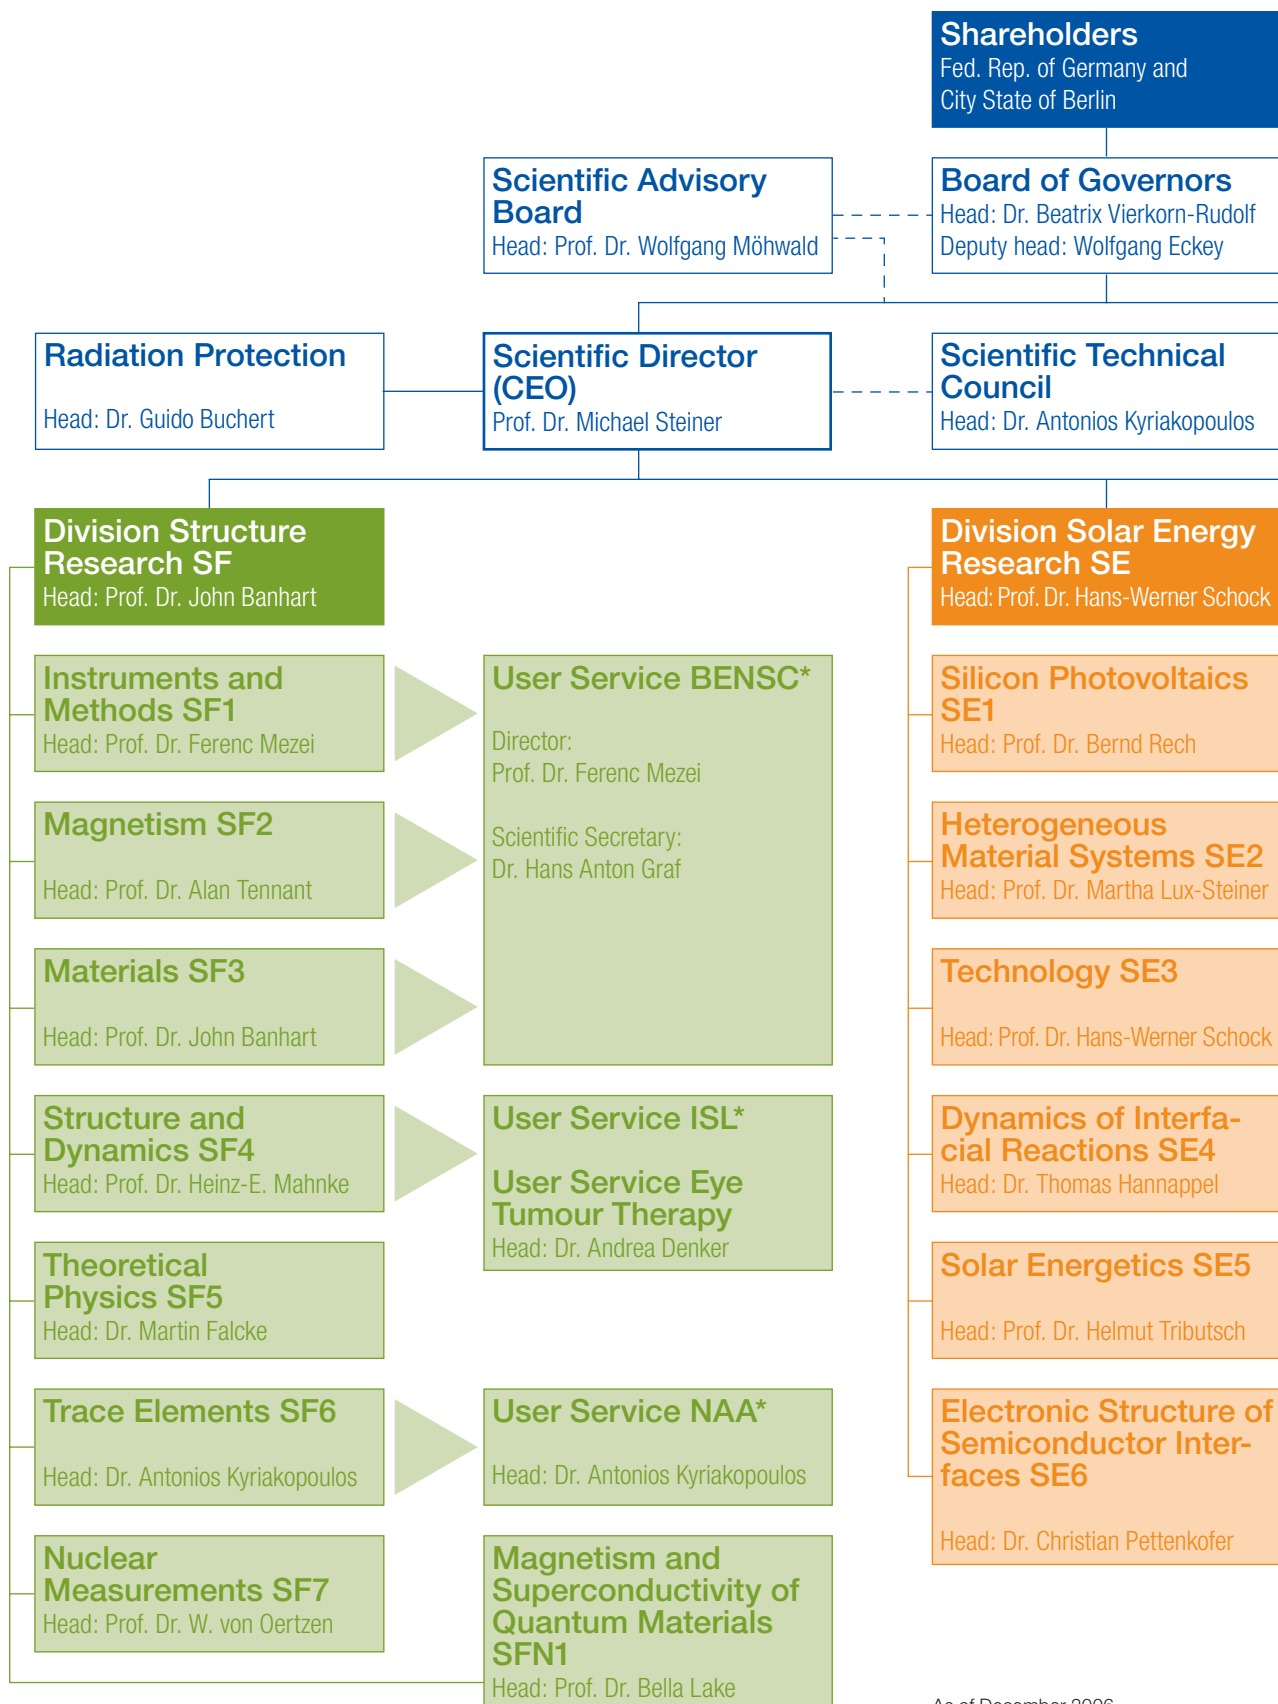 Shareholders
Fed. Rep. of Germany and
City State of Berlin
Scientific Advisory
Board
Head: Prof. Dr. Wolfgang Möhwald
Board of Governors
Head: Dr. Beatrix Vierkorn-Rudolf
Deputy head: Wolfgang Eckey
Radiation Protection
Head: Dr. Guido Buchert
Scientific Director
(CEO)
Prof. Dr. Michael Steiner
Scientific Technical
Council
Head: Dr. Antonios Kyriakopoulos
Division Structure
Research SF
Head: Prof. Dr. John Banhart
Instruments and
Methods SF1
Head: Prof. Dr. Ferenc Mezei
Magnetism SF2
Head: Prof. Dr. Alan Tennant
Materials SF3
Head: Prof. Dr. John Banhart
Structure and
Dynamics SF4
Head: Prof. Dr. Heinz-E. Mahnke
Theoretical
Physics SF5
Head: Dr. Martin Falcke
Trace Elements SF6
Head: Dr. Antonios Kyriakopoulos
Nuclear
Measurements SF7
Head: Prof. Dr. W. von Oertzen
User Service BENSC*
Director:
Prof. Dr. Ferenc Mezei
Scientific Secretary:
Dr. Hans Anton Graf
User Service ISL*
User Service Eye
Tumour Therapy
Head: Dr. Andrea Denker
User Service NAA*
Head: Dr. Antonios Kyriakopoulos
Magnetism and
Superconductivity of
Quantum Materials
SFN1
Head: Prof. Dr. Bella Lake
Division Solar Energy
Research SE
Head: Prof. Dr. Hans-Werner Schock
Silicon Photovoltaics
SE1
Head: Prof. Dr. Bernd Rech
Heterogeneous
Material Systems SE2
Head: Prof. Dr. Martha Lux-Steiner
Technology SE3
Head: Prof. Dr. Hans-Werner Schock
Dynamics of Interfa-
cial Reactions SE4
Head: Dr. Thomas Hannappel
Solar Energetics SE5
Head: Prof. Dr. Helmut Tributsch
Electronic Structure of
Semiconductor Inter-
faces SE6
Head: Dr. Christian Pettenkofer
As of December 2006